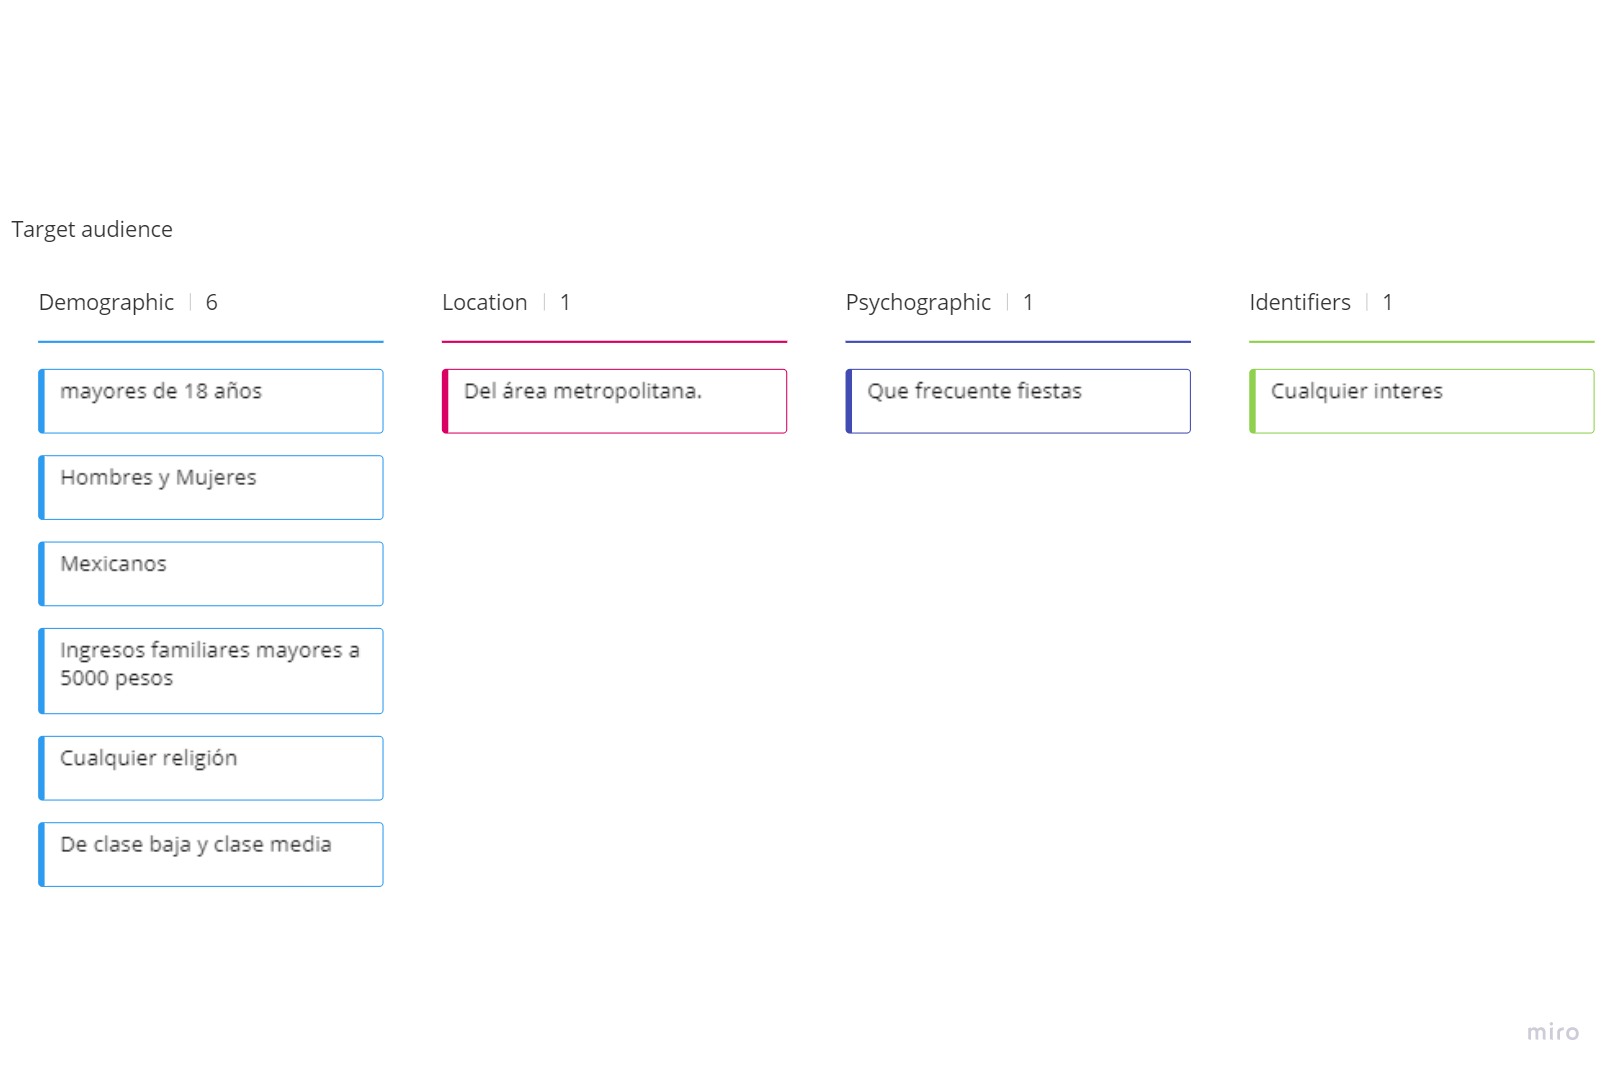 Target audience
Demographic | 6
mayores de 18 años
Hombres y Mujeres
Mexicanos
Ingresos familiares mayores a
5000 pesos
Cualquier religión
De clase baja y clase media
Location | 1
Del área metropolitana.
Psychographic | 1
Que frecuente fiestas
Identifiers | 1
Cualquier interes
miro